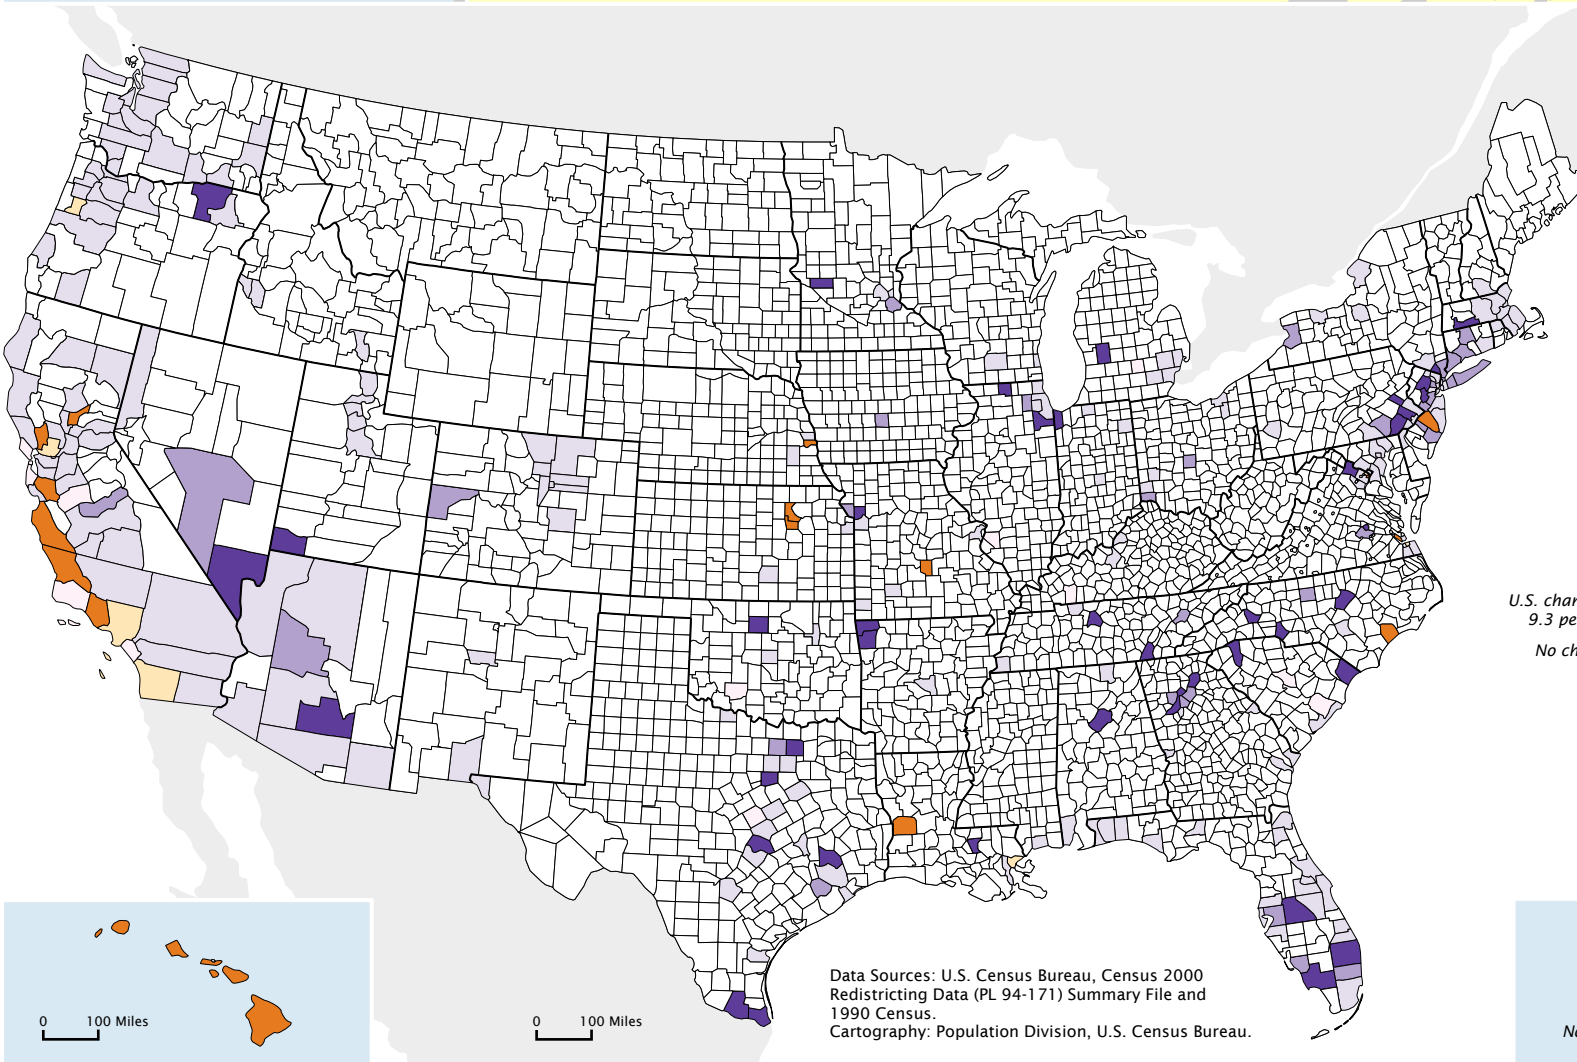 U.S. char
9.3 pe
No ch
Data Sources: U.S. Census Bureau, Census 2000
Redistricting Data (PL 94-171) Summary File and
1990 Census.
Cartography: Population Division, U.S. Census Bureau.
0 100 Miles
0 100 Miles
No